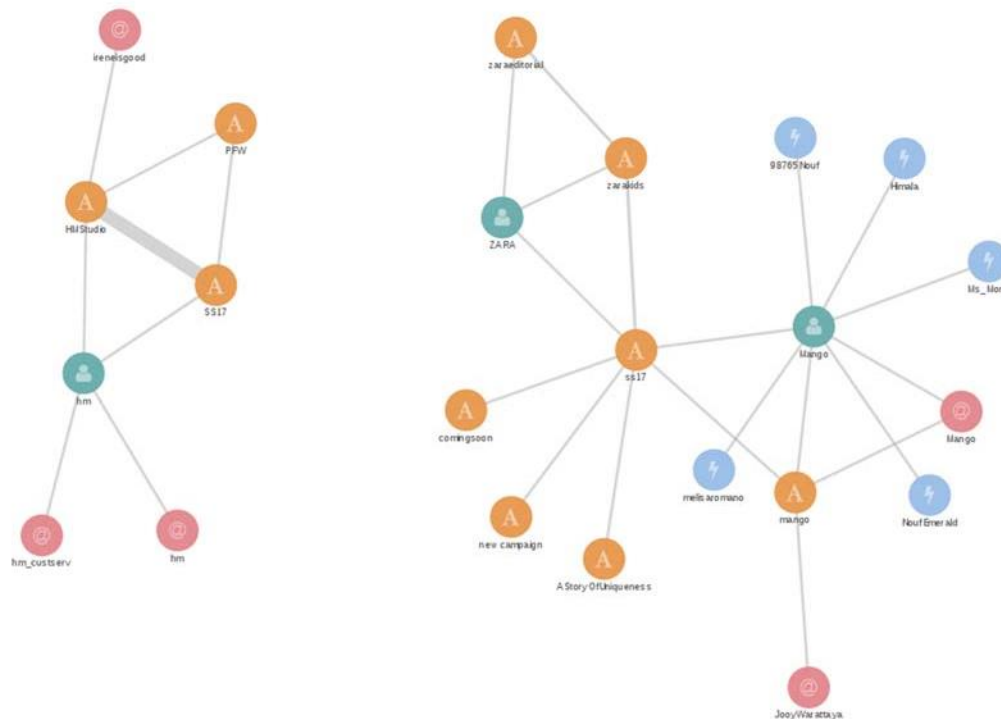 @
ireneisgood
A
PFW
A
HMStudio
A
SS17
hm
@
hm_custserv
@
hm
A
zaraeditorial
A
zarakids
ZARA
98765Nouf
Himala
Mango
A
ss17
A
comingsoon
A
new campaign
A
AStoryOfUniqueness
melisaromano
A
mango
@
Mango
NoufEmerald
@